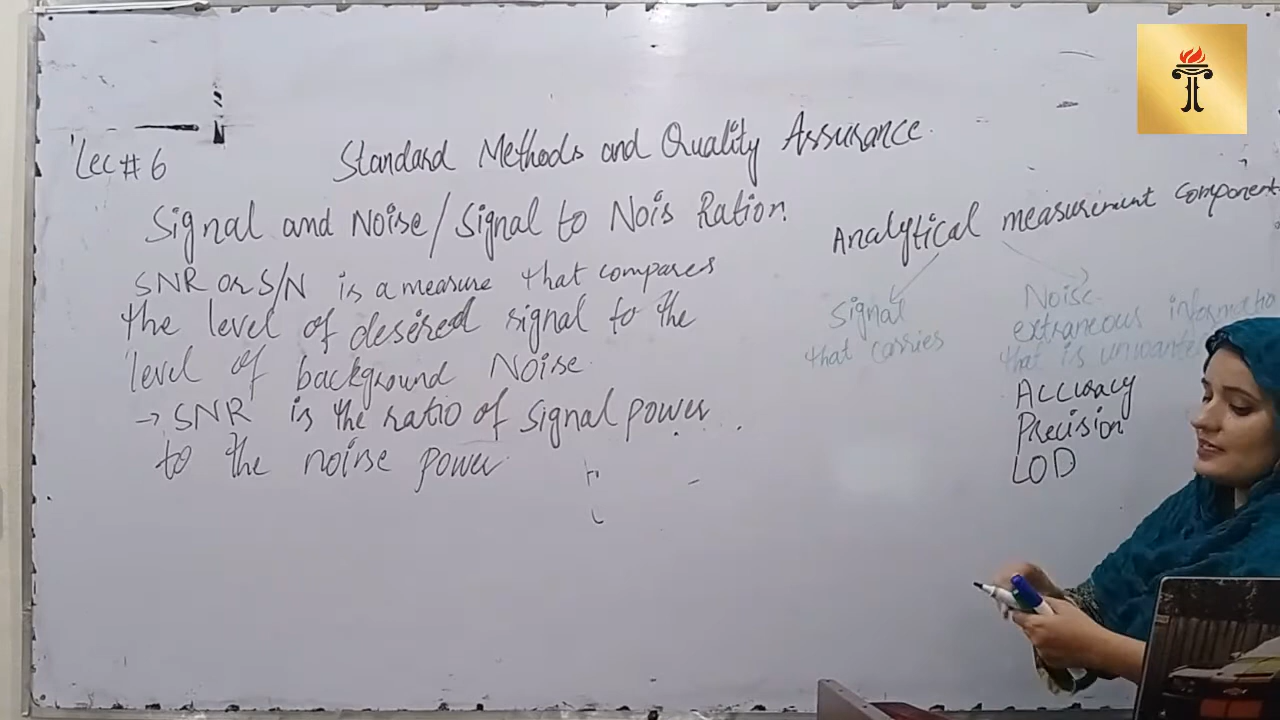 Lec # 6
Standard Methods and Quality Assurance.
Signal and Noise/Signal to Nois Ration
SNR or S/N is a measure that compares
the level of desired signal to the
level of background Noise.
→ SNR is the ratio of signal power
to the noise power
Analytical measurement Component
Signal
that carries
Noise
extraneous informatio
that is unwante
Accuracy
Precision
LOD